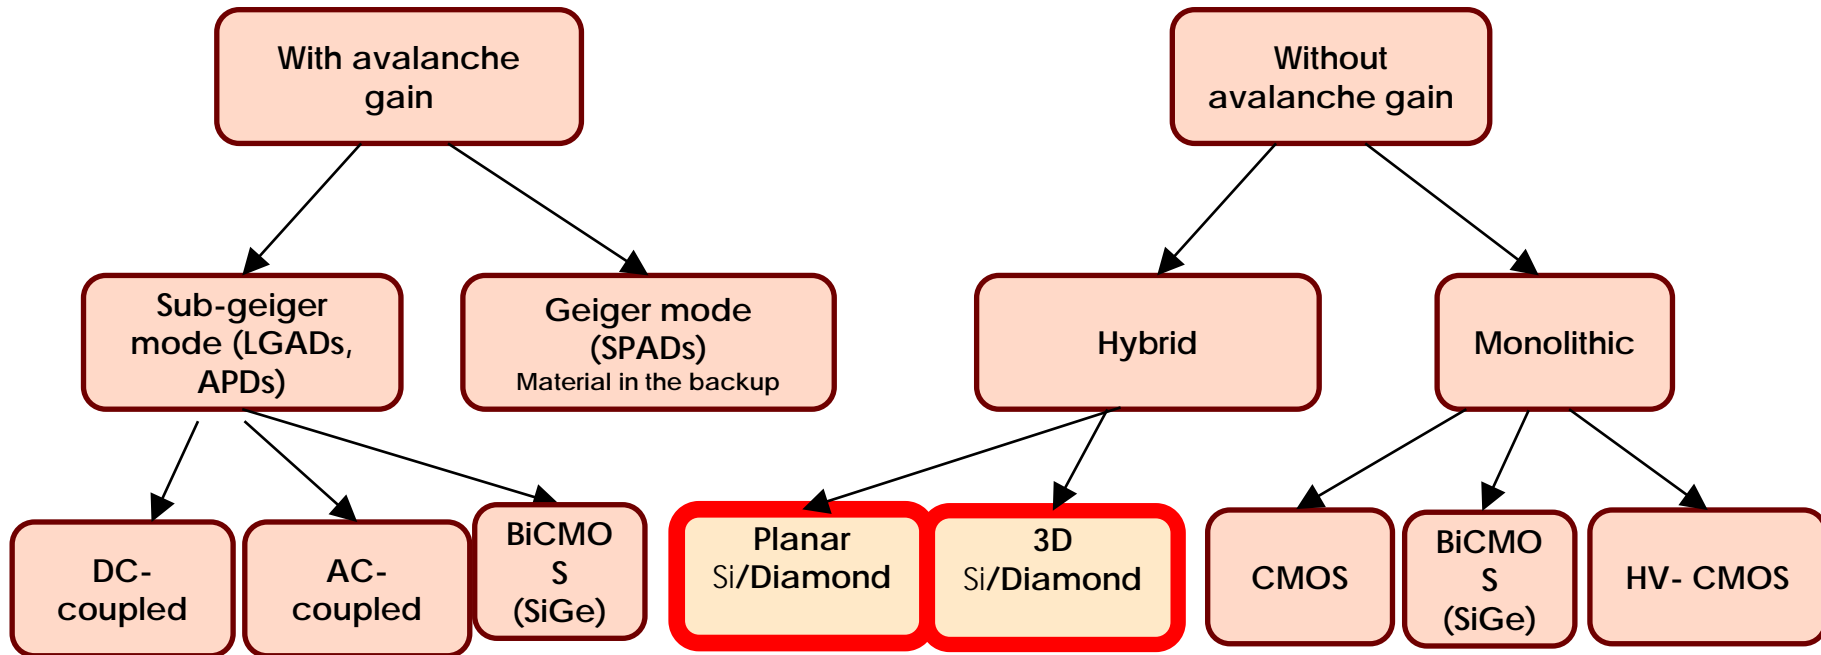 With avalanche
gain
Without
avalanche gain
Sub-geiger
mode (LGADs,
APDs)
Geiger mode
(SPADs)
Material in the backup
Hybrid
Monolithic
DC-
coupled
AC-
coupled
BiCMO
S
(SiGe)
Planar
Si/Diamond
3D
Si/Diamond
CMOS
BiCMO
S
(SiGe)
HV- CMOS